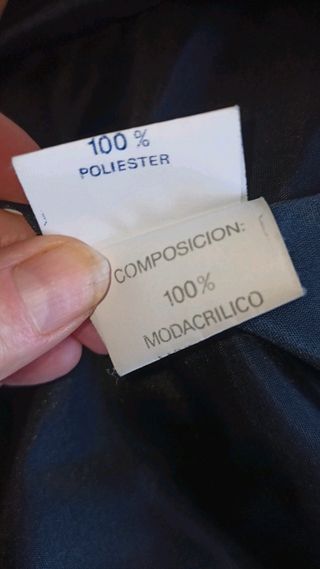 100 %
POLIESTER
COMPOSICION:
100%
MODACRILICO